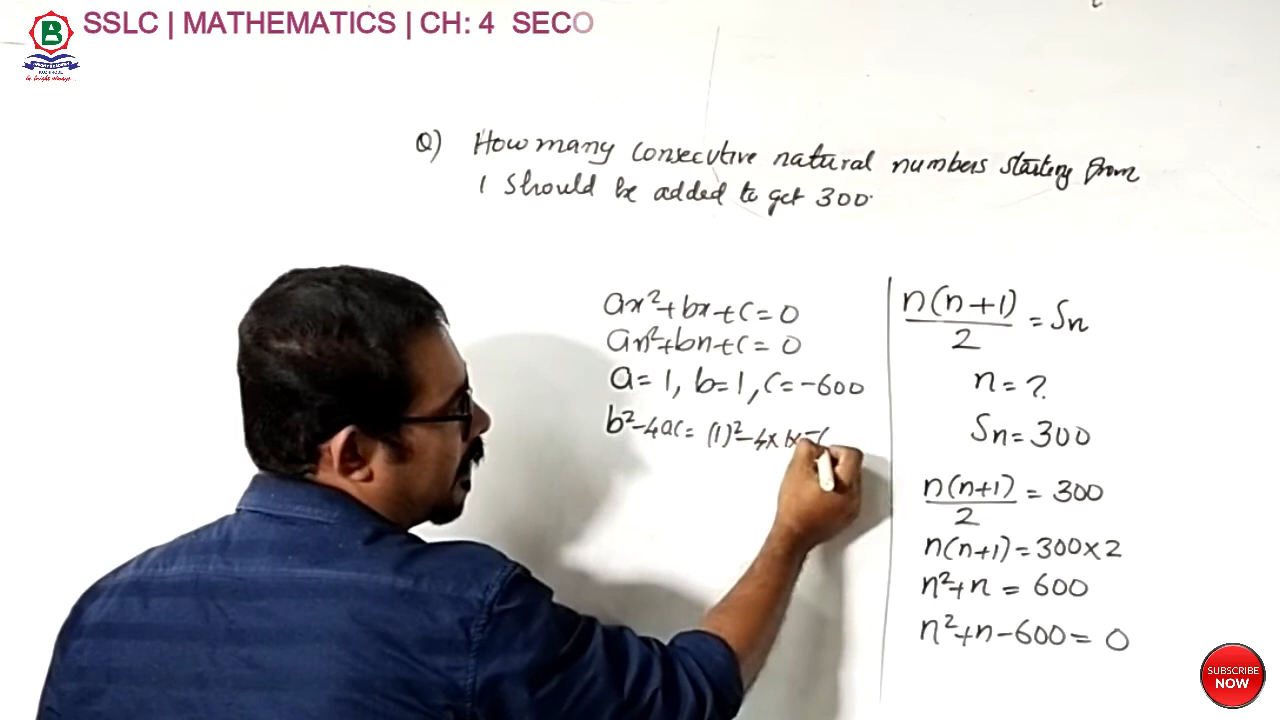 SSLC | MATHEMATICS | CH: 4 SECO
B
Q) How many consecutive natural numbers starting from
1 should be added to get 300.
ax²+bx+c=0
an²+bn+c=0
a=1, b=1, c=-600
b²-4ac= (1)²-4×1×-6
n(n+1)/2 = Sn
n=?
Sn=300
n(n+1)/2 = 300
n(n+1)=300×2
n²+n = 600
n²+n-600= 0
SUBSCRIBE
NOW